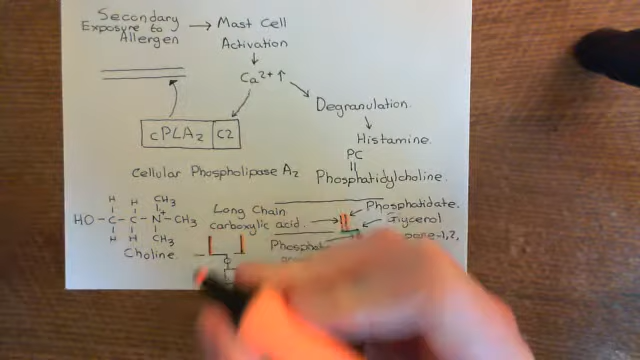 Secondary
Exposure to
Allergen
Mast Cell
Activation
Ca2+ ↑
Degranulation
Histamine
cPLA2 C2
PC
Cellular Phospholipase A2
Phosphatidylcholine
H H CH3
HO-C-C-N+-CH3
H H CH3
Choline
Long Chain
carboxylic acid
Phosphatidate
Glycerol
Phosphat